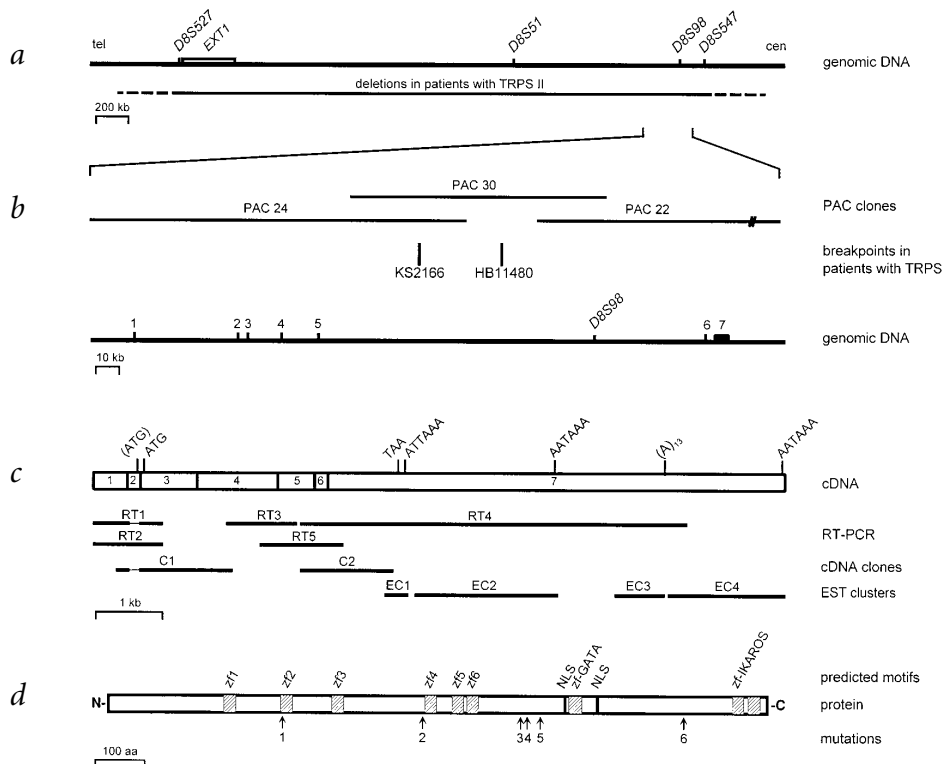 a
tel
D8S527
EXT1
D8S51
D8S98
D8S547
cen
genomic DNA
deletions in patients with TRPS II
200 kb
b
PAC 30
PAC 24
PAC 22
PAC clones
KS2166
HB11480
breakpoints in
patients with TRPS
1
2
3
4
5
D8S98
6
7
genomic DNA
10 kb
c
(ATG)
ATG
TAA
ATTAAA
AATAAA
(A)13
AATAAA
1
2
3
4
5
6
7
cDNA
RT1
RT3
RT4
RT2
RT5
RT-PCR
C1
C2
cDNA clones
EC1
EC2
EC3
EC4
EST clusters
1 kb
d
zf1
zf2
zf3
zf4
zf5
zf6
NLS
zf-GATA
NLS
zf-IKAROS
predicted motifs
N-
-C
protein
1
2
3
4
5
6
mutations
100 aa